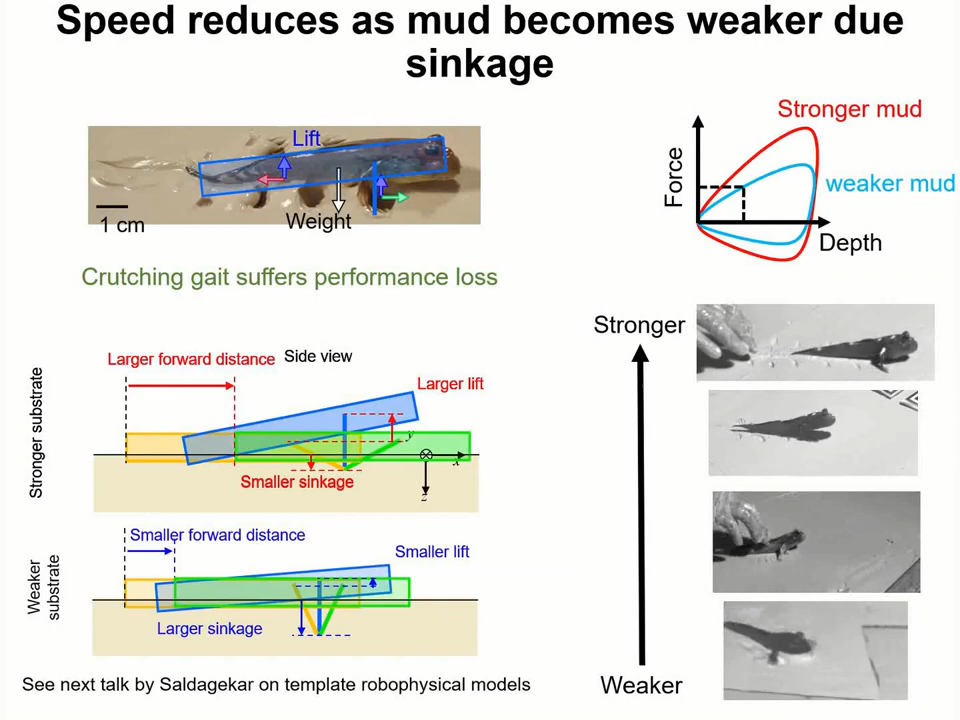 Speed reduces as mud becomes weaker due
sinkage
Lift
Weight
1 cm
Crutching gait suffers performance loss
Stronger mud
weaker mud
Force
Depth
Larger forward distance
Side view
Larger lift
Smaller sinkage
y
x
z
Stronger substrate
Smaller forward distance
Smaller lift
Larger sinkage
Weaker
substrate
Stronger
Weaker
See next talk by Saldagekar on template robophysical models